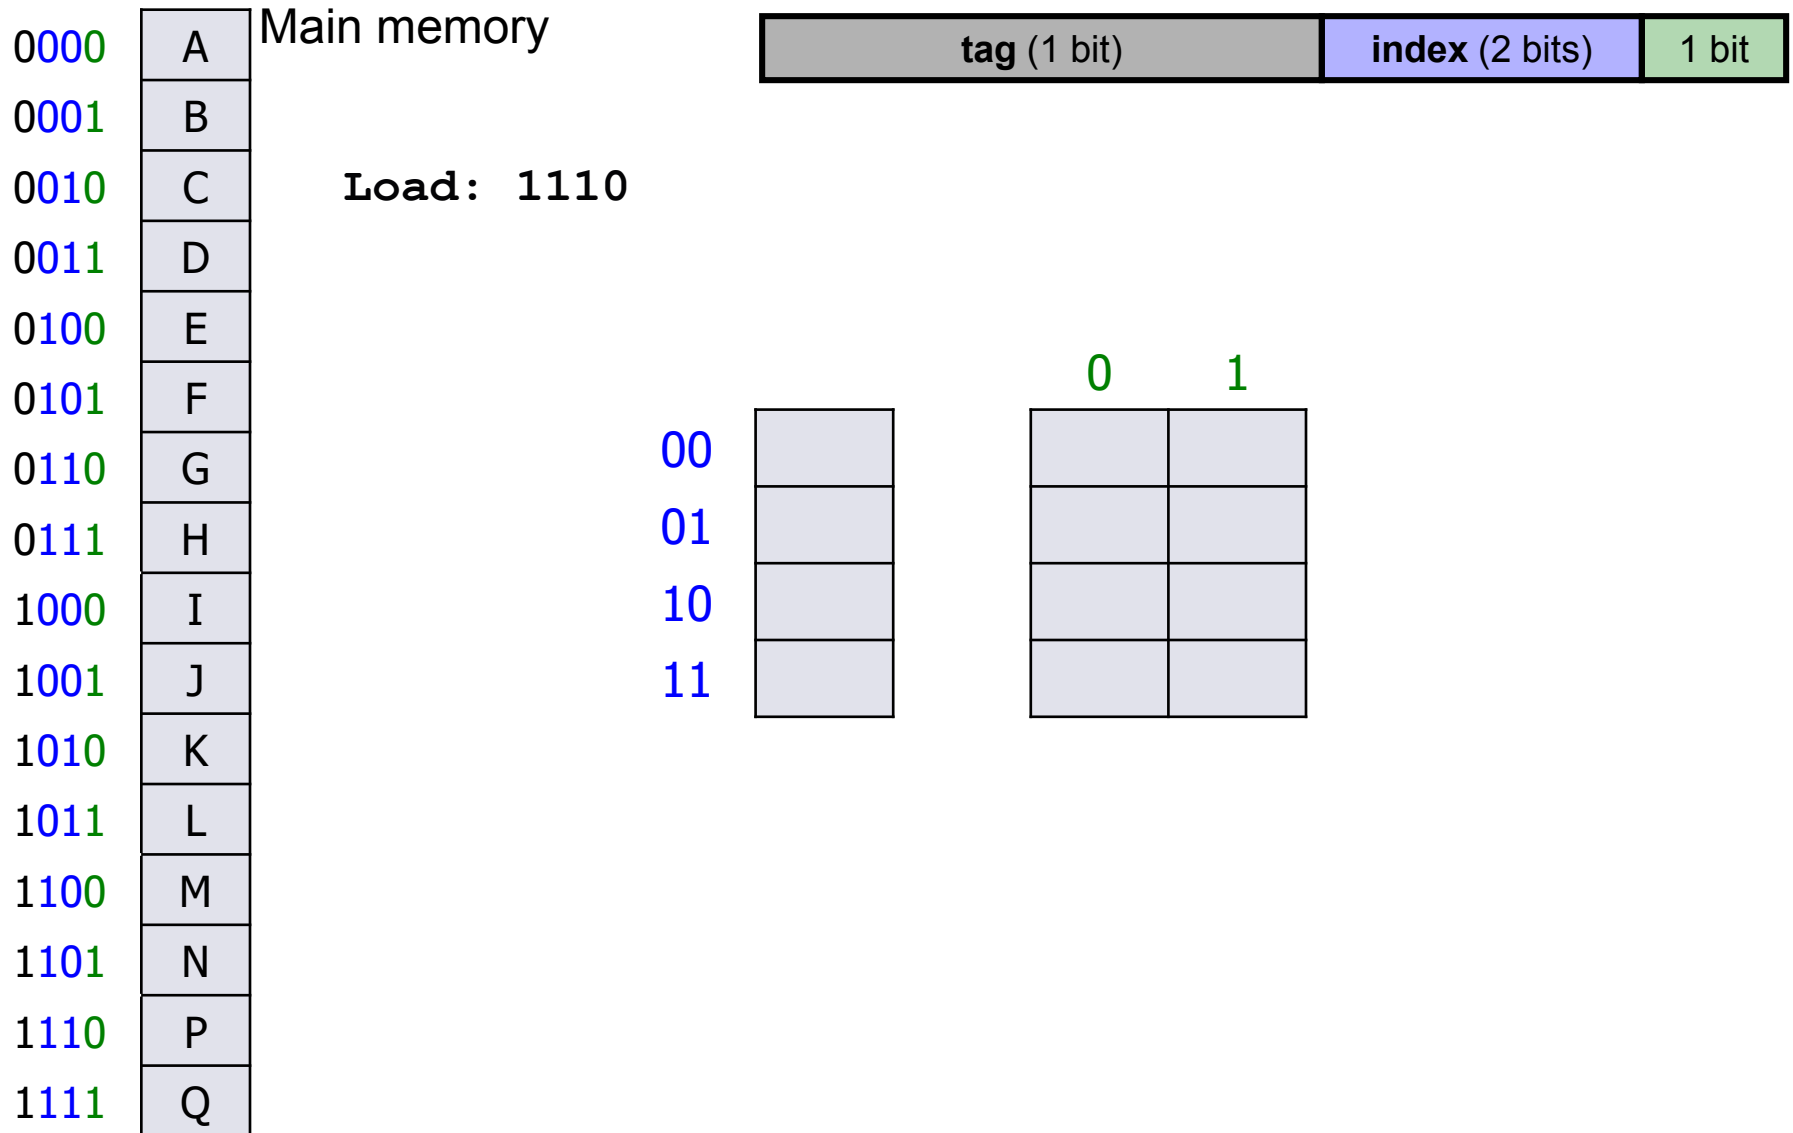 Main memory
tag (1 bit) index (2 bits) 1 bit
0000 A
0001 B
0010 C
0011 D
0100 E
0101 F
0110 G
0111 H
1000 I
1001 J
1010 K
1011 L
1100 M
1101 N
1110 P
1111 Q
Load: 1110
0 1
00
01
10
11